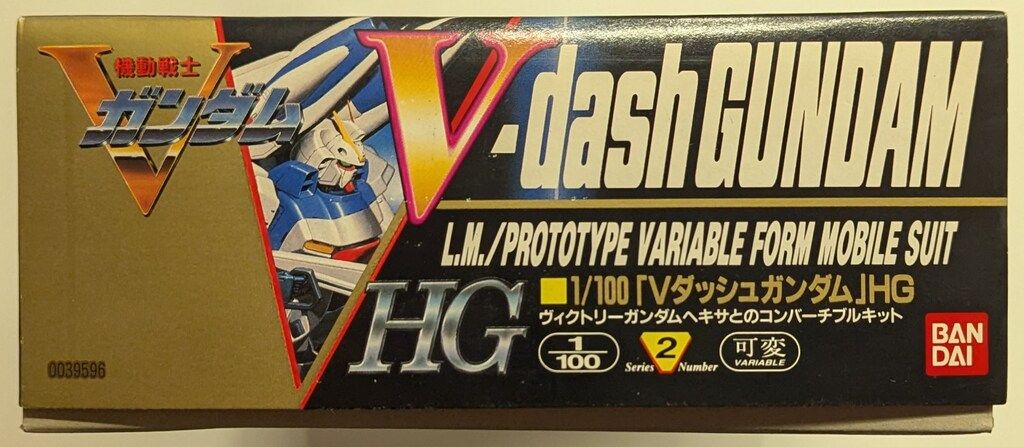 機動戦士
V
ガンダム
0039596
V-dash GUNDAM
L.M./PROTOTYPE VARIABLE FORM MOBILE SUIT
HG
1/100「Vダッシュガンダム」HG
ヴィクトリーガンダムヘキサとのコンバーチブルキット
1/100
2
Series Number
可変
VARIABLE
BAN
DAI